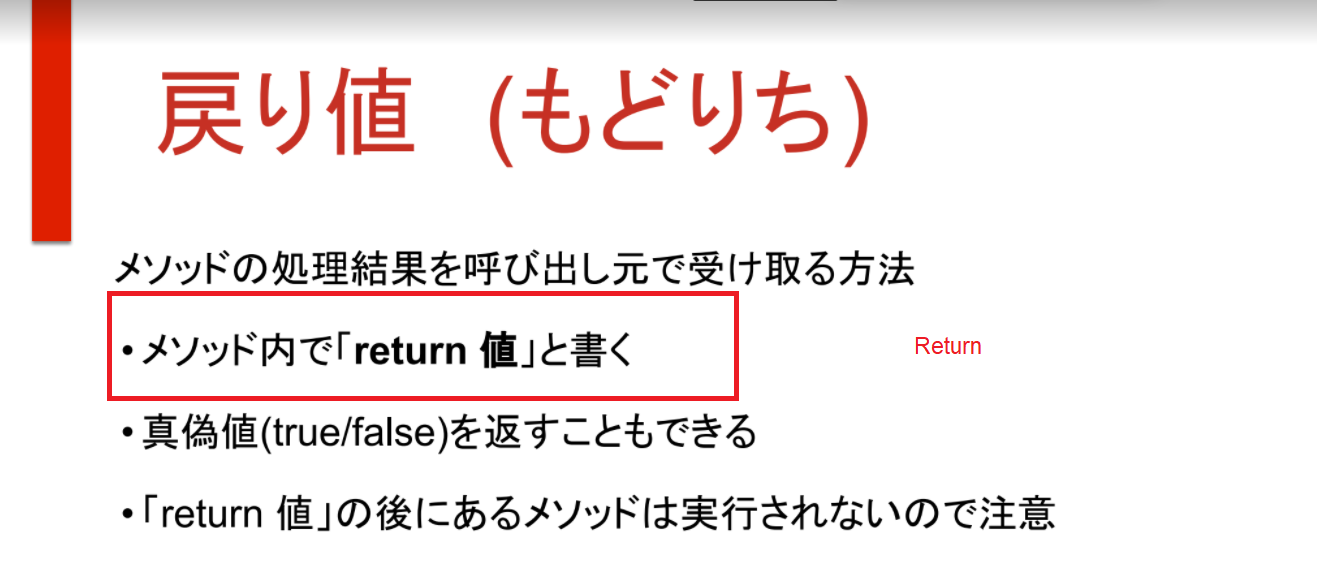 戻り値 (もどりち)
メソッドの処理結果を呼び出し元で受け取る方法
•メソッド内で「return 値」と書く
Return
•真偽値(true/false)を返すこともできる
•「return 値」の後にあるメソッドは実行されないので注意